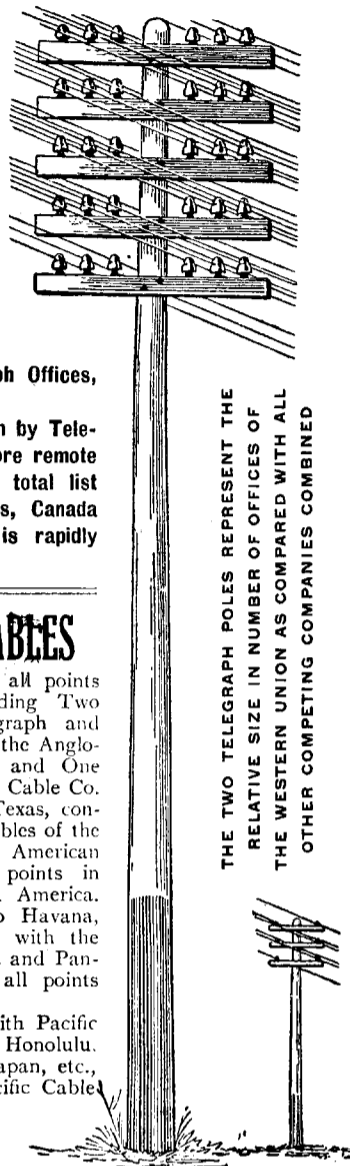 ph Offices,
n by Tele-
ore remote
total list
s, Canada
is rapidly
ABLES
all points
ding Two
graph and
the Anglo-
and One
Cable Co.
Texas, con-
bles of the
American
points in
America.
o Havana,
with the
and Pan-
all points
ith Pacific
Honolulu.
apan, etc.,
cific Cable
THE TWO TELEGRAPH POLES REPRESENT THE
RELATIVE SIZE IN NUMBER OF OFFICES OF
THE WESTERN UNION AS COMPARED WITH ALL
OTHER COMPETING COMPANIES COMBINED